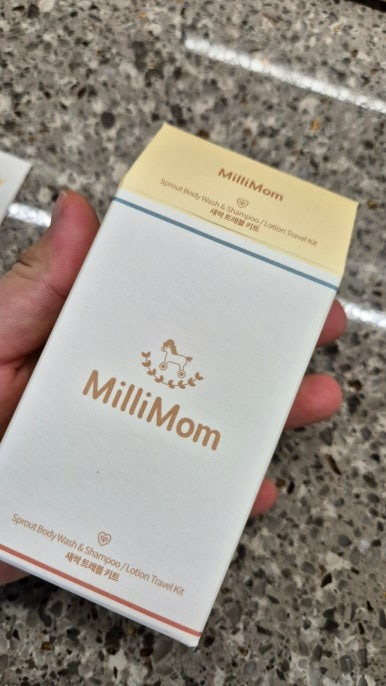 MilliMom
Sprout Body Wash & Shampoo / Lotion Travel Kit
새싹 트래블 키트
MilliMom
Sprout Body Wash & Shampoo / Lotion Travel Kit
새싹 트래블 키트